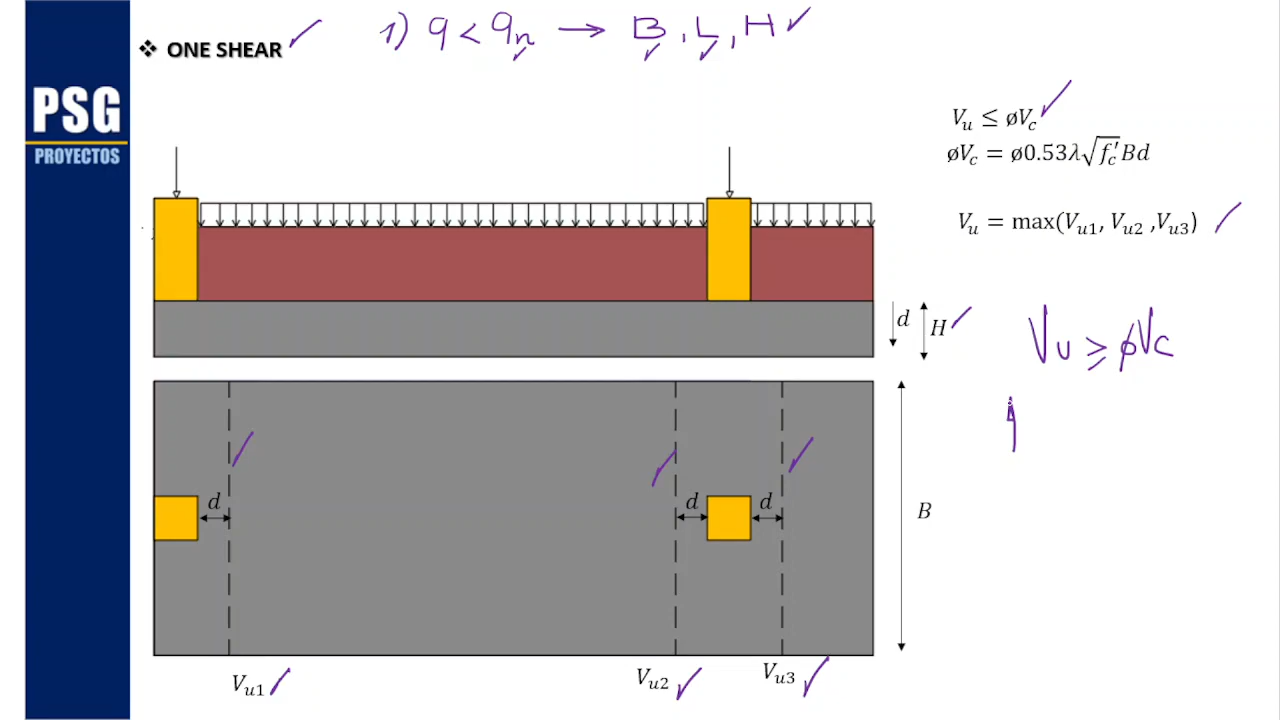 1) q < qn → B, L, H
❖ ONE SHEAR
PSG
PROYECTOS
Vu ≤ øVc
øVc = ø0.53λ√f'c Bd
Vu = max(Vu1, Vu2 ,Vu3)
d
H
Vu ≥ φVc
d
d
d
B
Vu1
Vu2
Vu3